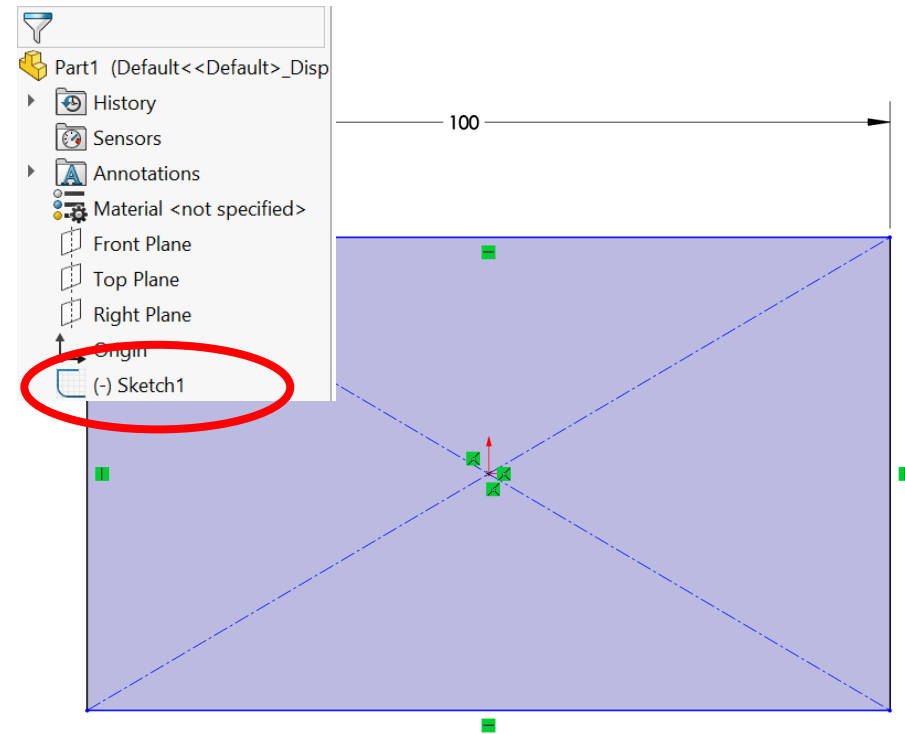 Part1 (Default<<Default>_Disp
History
Sensors
Annotations
Material <not specified>
Front Plane
Top Plane
Right Plane
Origin
(-) Sketch1
100